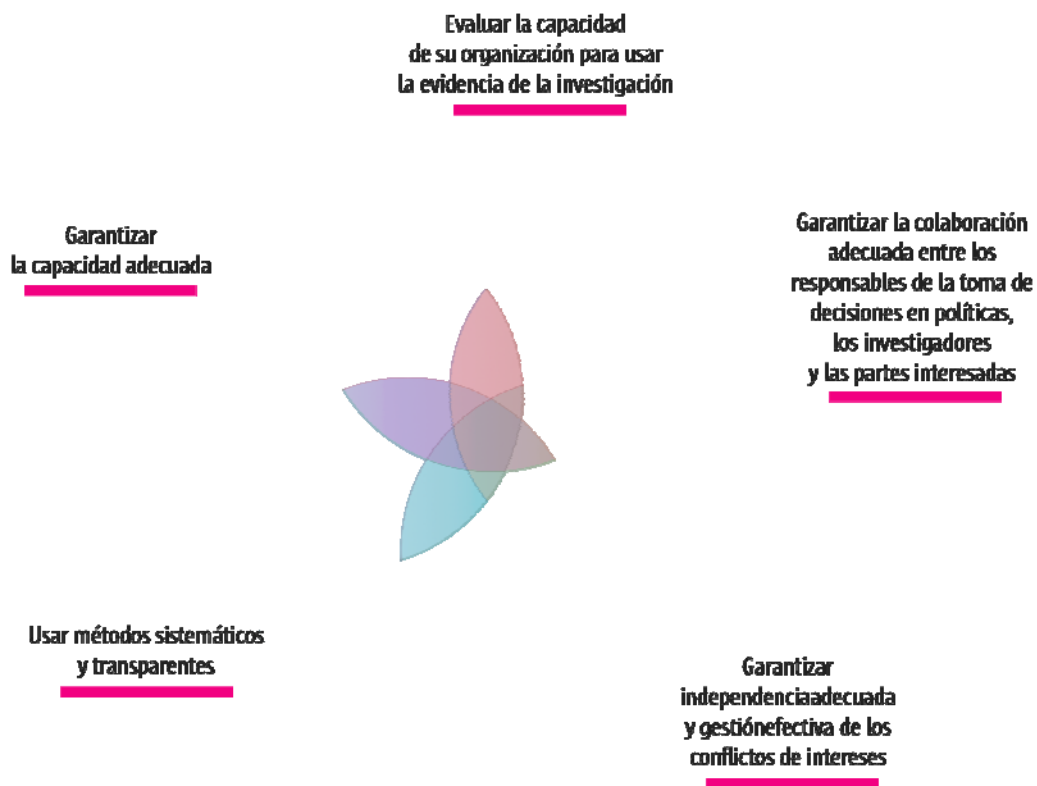 Evaluar la capacidad
de su organización para usar
la evidencia de la investigación
Garantizar
la capacidad adecuada
Garantizar la colaboración
adecuada entre los
responsables de la toma de
decisiones en políticas,
los investigadores
y las partes interesadas
Usar métodos sistemáticos
y transparentes
Garantizar
independenciaadecuada
y gestiónefectiva de los
conflictos de intereses